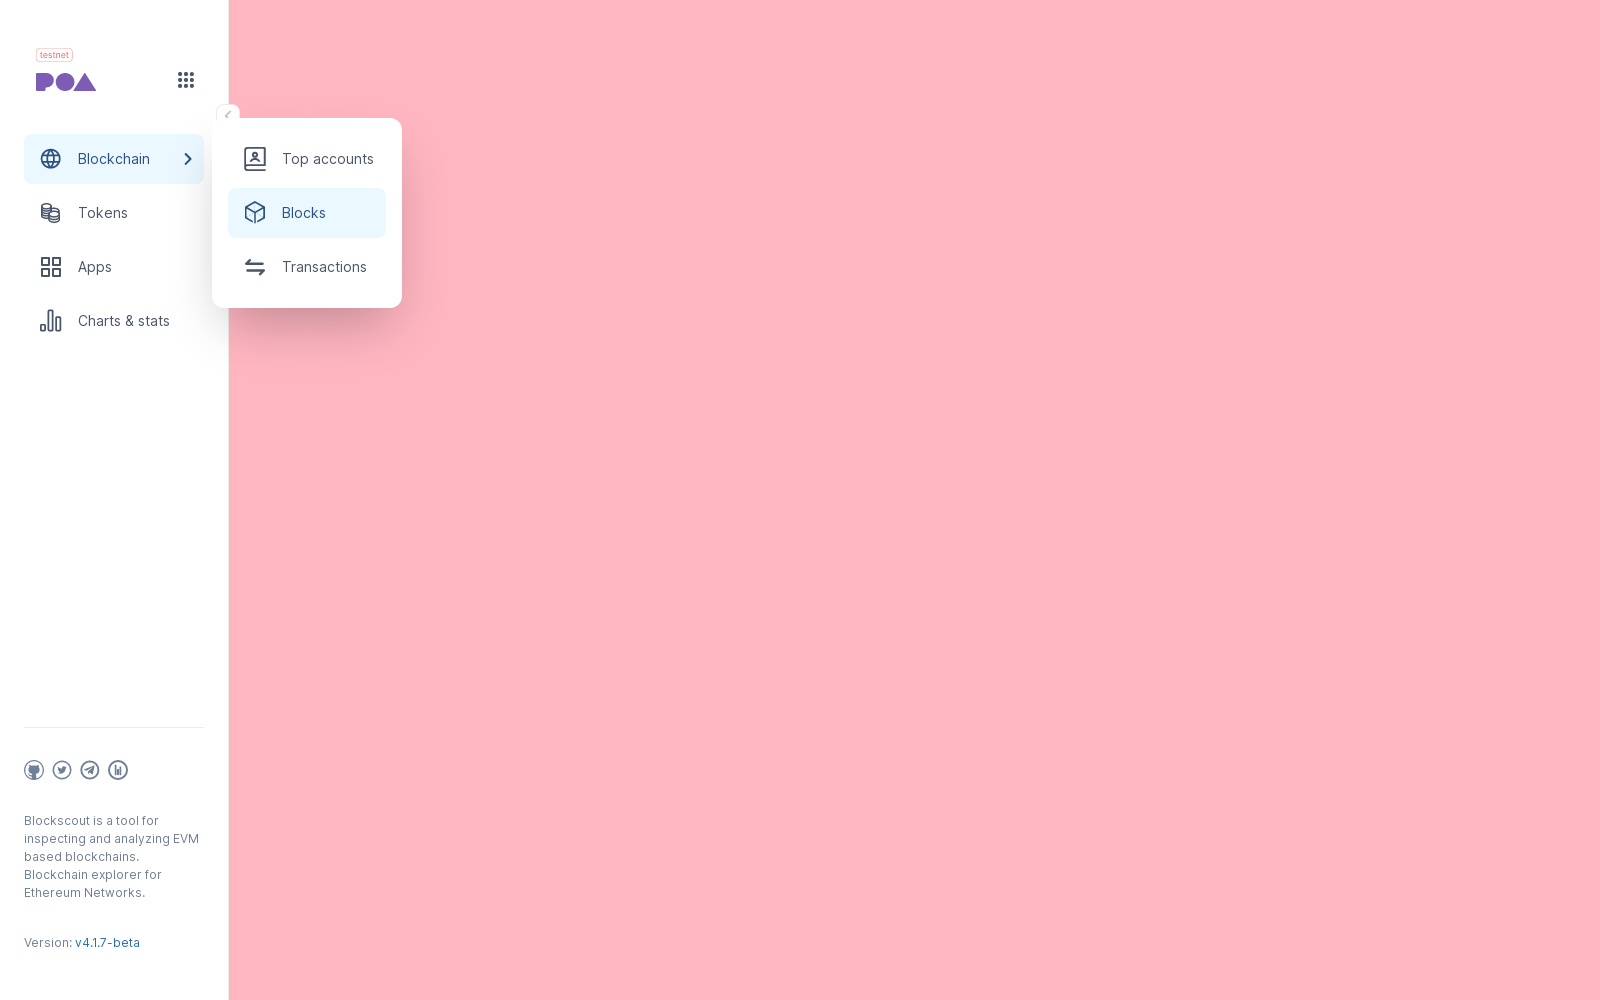 testnet
POA
Blockchain
Tokens
Apps
Charts & stats
Top accounts
Blocks
Transactions
Blockscout is a tool for
inspecting and analyzing EVM
based blockchains.
Blockchain explorer for
Ethereum Networks.
Version: v4.1.7-beta